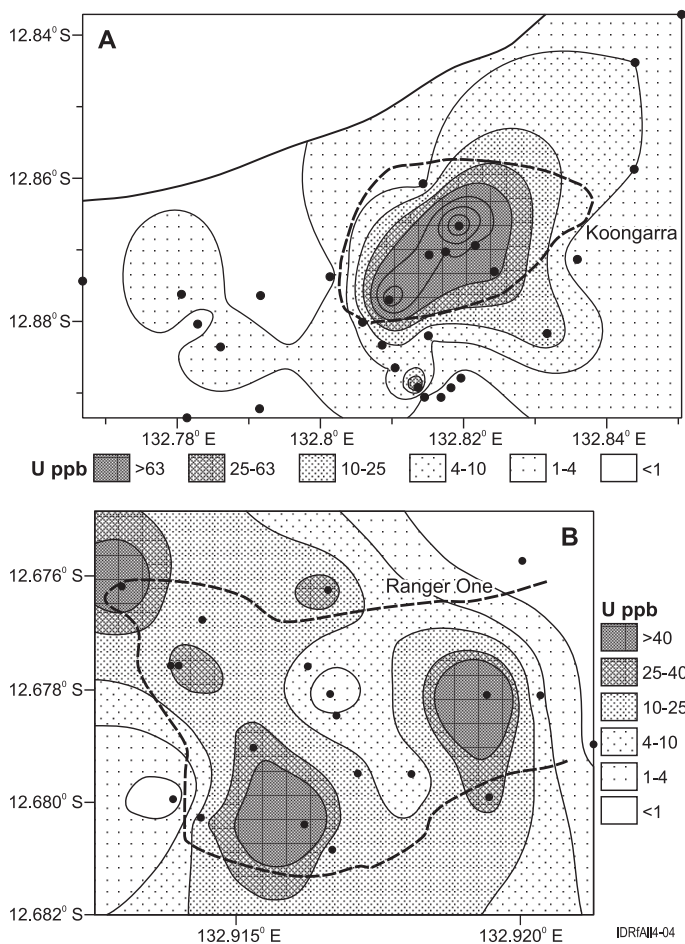 A
12.84° S
12.86° S
Koongarra
12.88° S
132.78° E 132.8° E 132.82° E 132.84° E
U ppb >63 25-63 10-25 4-10 1-4 <1
B
12.676° S
Ranger One
U ppb
>40
25-40
12.678° S
10-25
4-10
1-4
12.680° S
<1
12.682° S
132.915° E 132.920° E
IDRfAII4-04